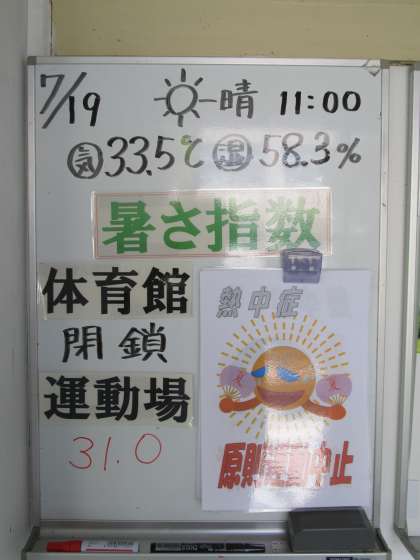 7/19 晴 11:00
気 33.5℃ 湿 58.3%
暑さ指数
体育館
閉鎖
運動場
31.0
熱中症
原則運動中止